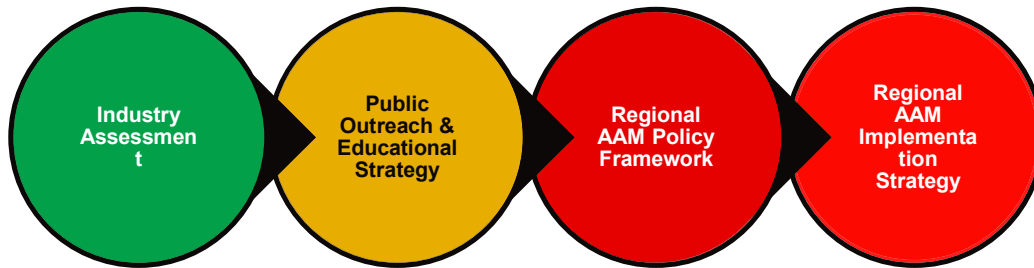 Industry
Assessmen
t
Public
Outreach &
Educational
Strategy
Regional
AAM Policy
Framework
Regional
AAM
Implementa
tion
Strategy